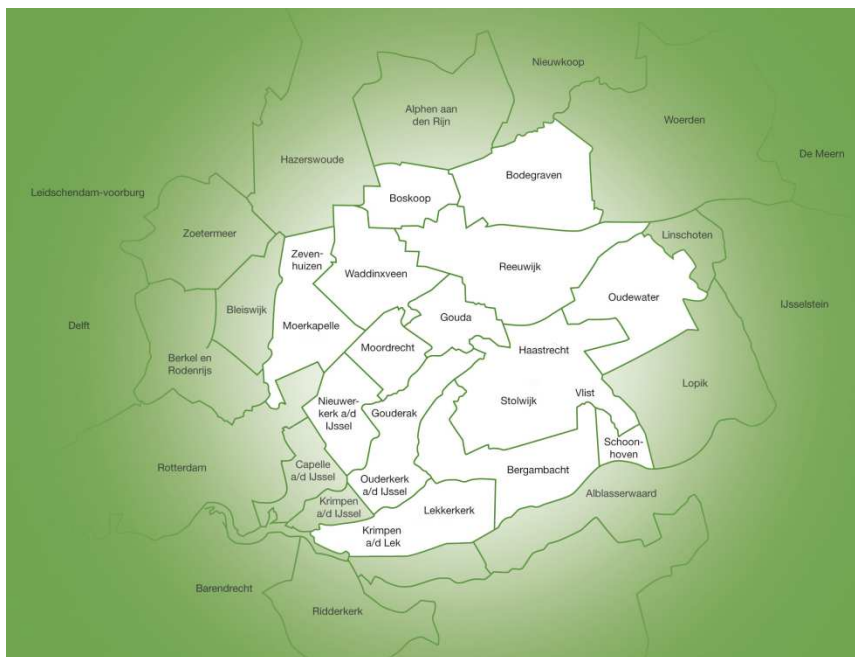 Nieuwkoop
Alphen aan
den Rijn
Woerden
De Meern
Hazerswoude
Bodegraven
Leidschendam-voorburg
Boskoop
Zoetermeer
Linschoten
Zeven-
huizen
Waddinxveen
Reeuwijk
Oudewater
Bleiswijk
IJsselstein
Delft
Moerkapelle
Gouda
Moordrecht
Haastrecht
Berkel en
Rodenrijs
Lopik
Nieuwer-
kerk a/d
IJssel
Gouderak
Stolwijk
Vlist
Schoon-
hoven
Rotterdam
Capelle
a/d IJssel
Ouderkerk
a/d IJssel
Bergambacht
Krimpen
a/d IJssel
Lekkerkerk
Alblasserwaard
Krimpen
a/d Lek
Barendrecht
Ridderkerk